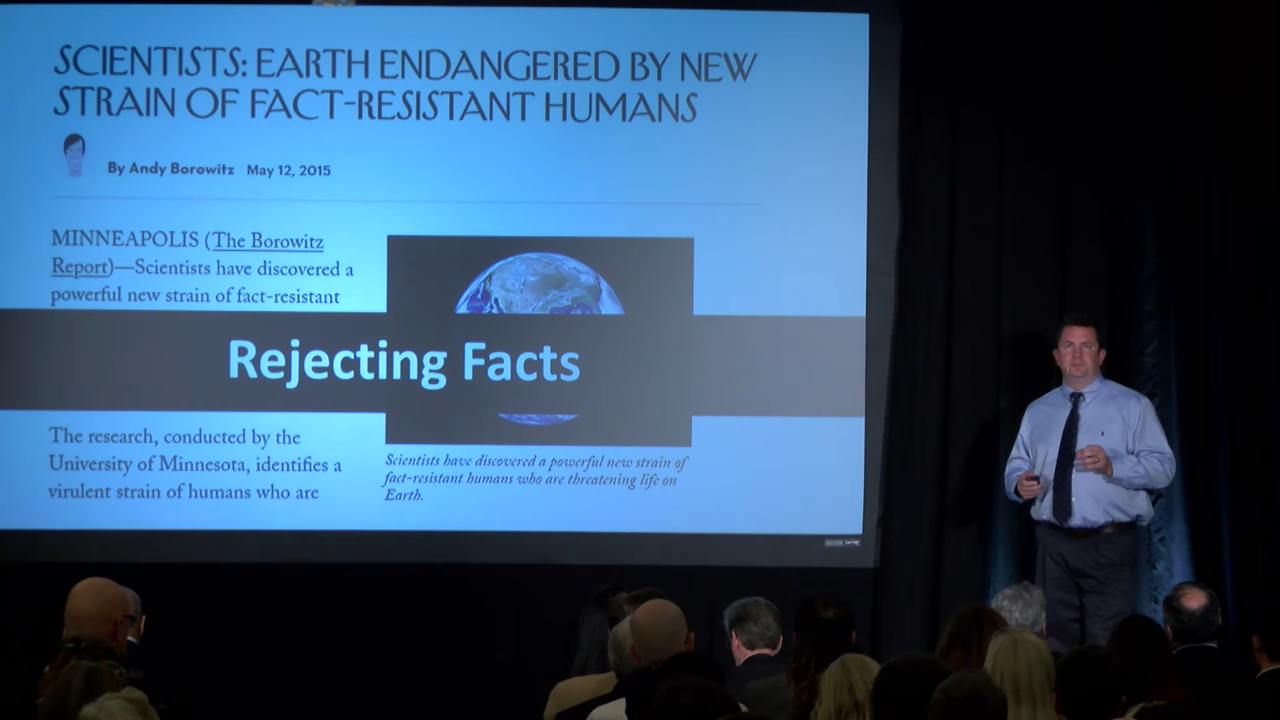 SCIENTISTS: EARTH ENDANGERED BY NEW
STRAIN OF FACT-RESISTANT HUMANS
By Andy Borowitz May 12, 2015
MINNEAPOLIS (The Borowitz
Report)—Scientists have discovered a
powerful new strain of fact-resistant
Rejecting Facts
The research, conducted by the
University of Minnesota, identifies a
virulent strain of humans who are
Scientists have discovered a powerful new strain of
fact-resistant humans who are threatening life on
Earth.